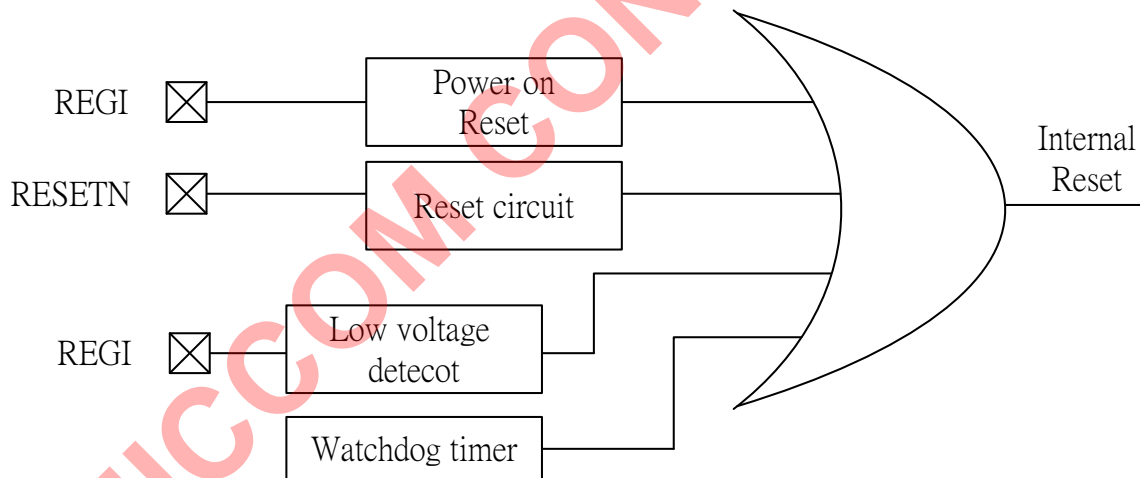 REGI
Power on
Reset
RESETN
Reset circuit
REGI
Low voltage
detecot
Watchdog timer
Internal
Reset